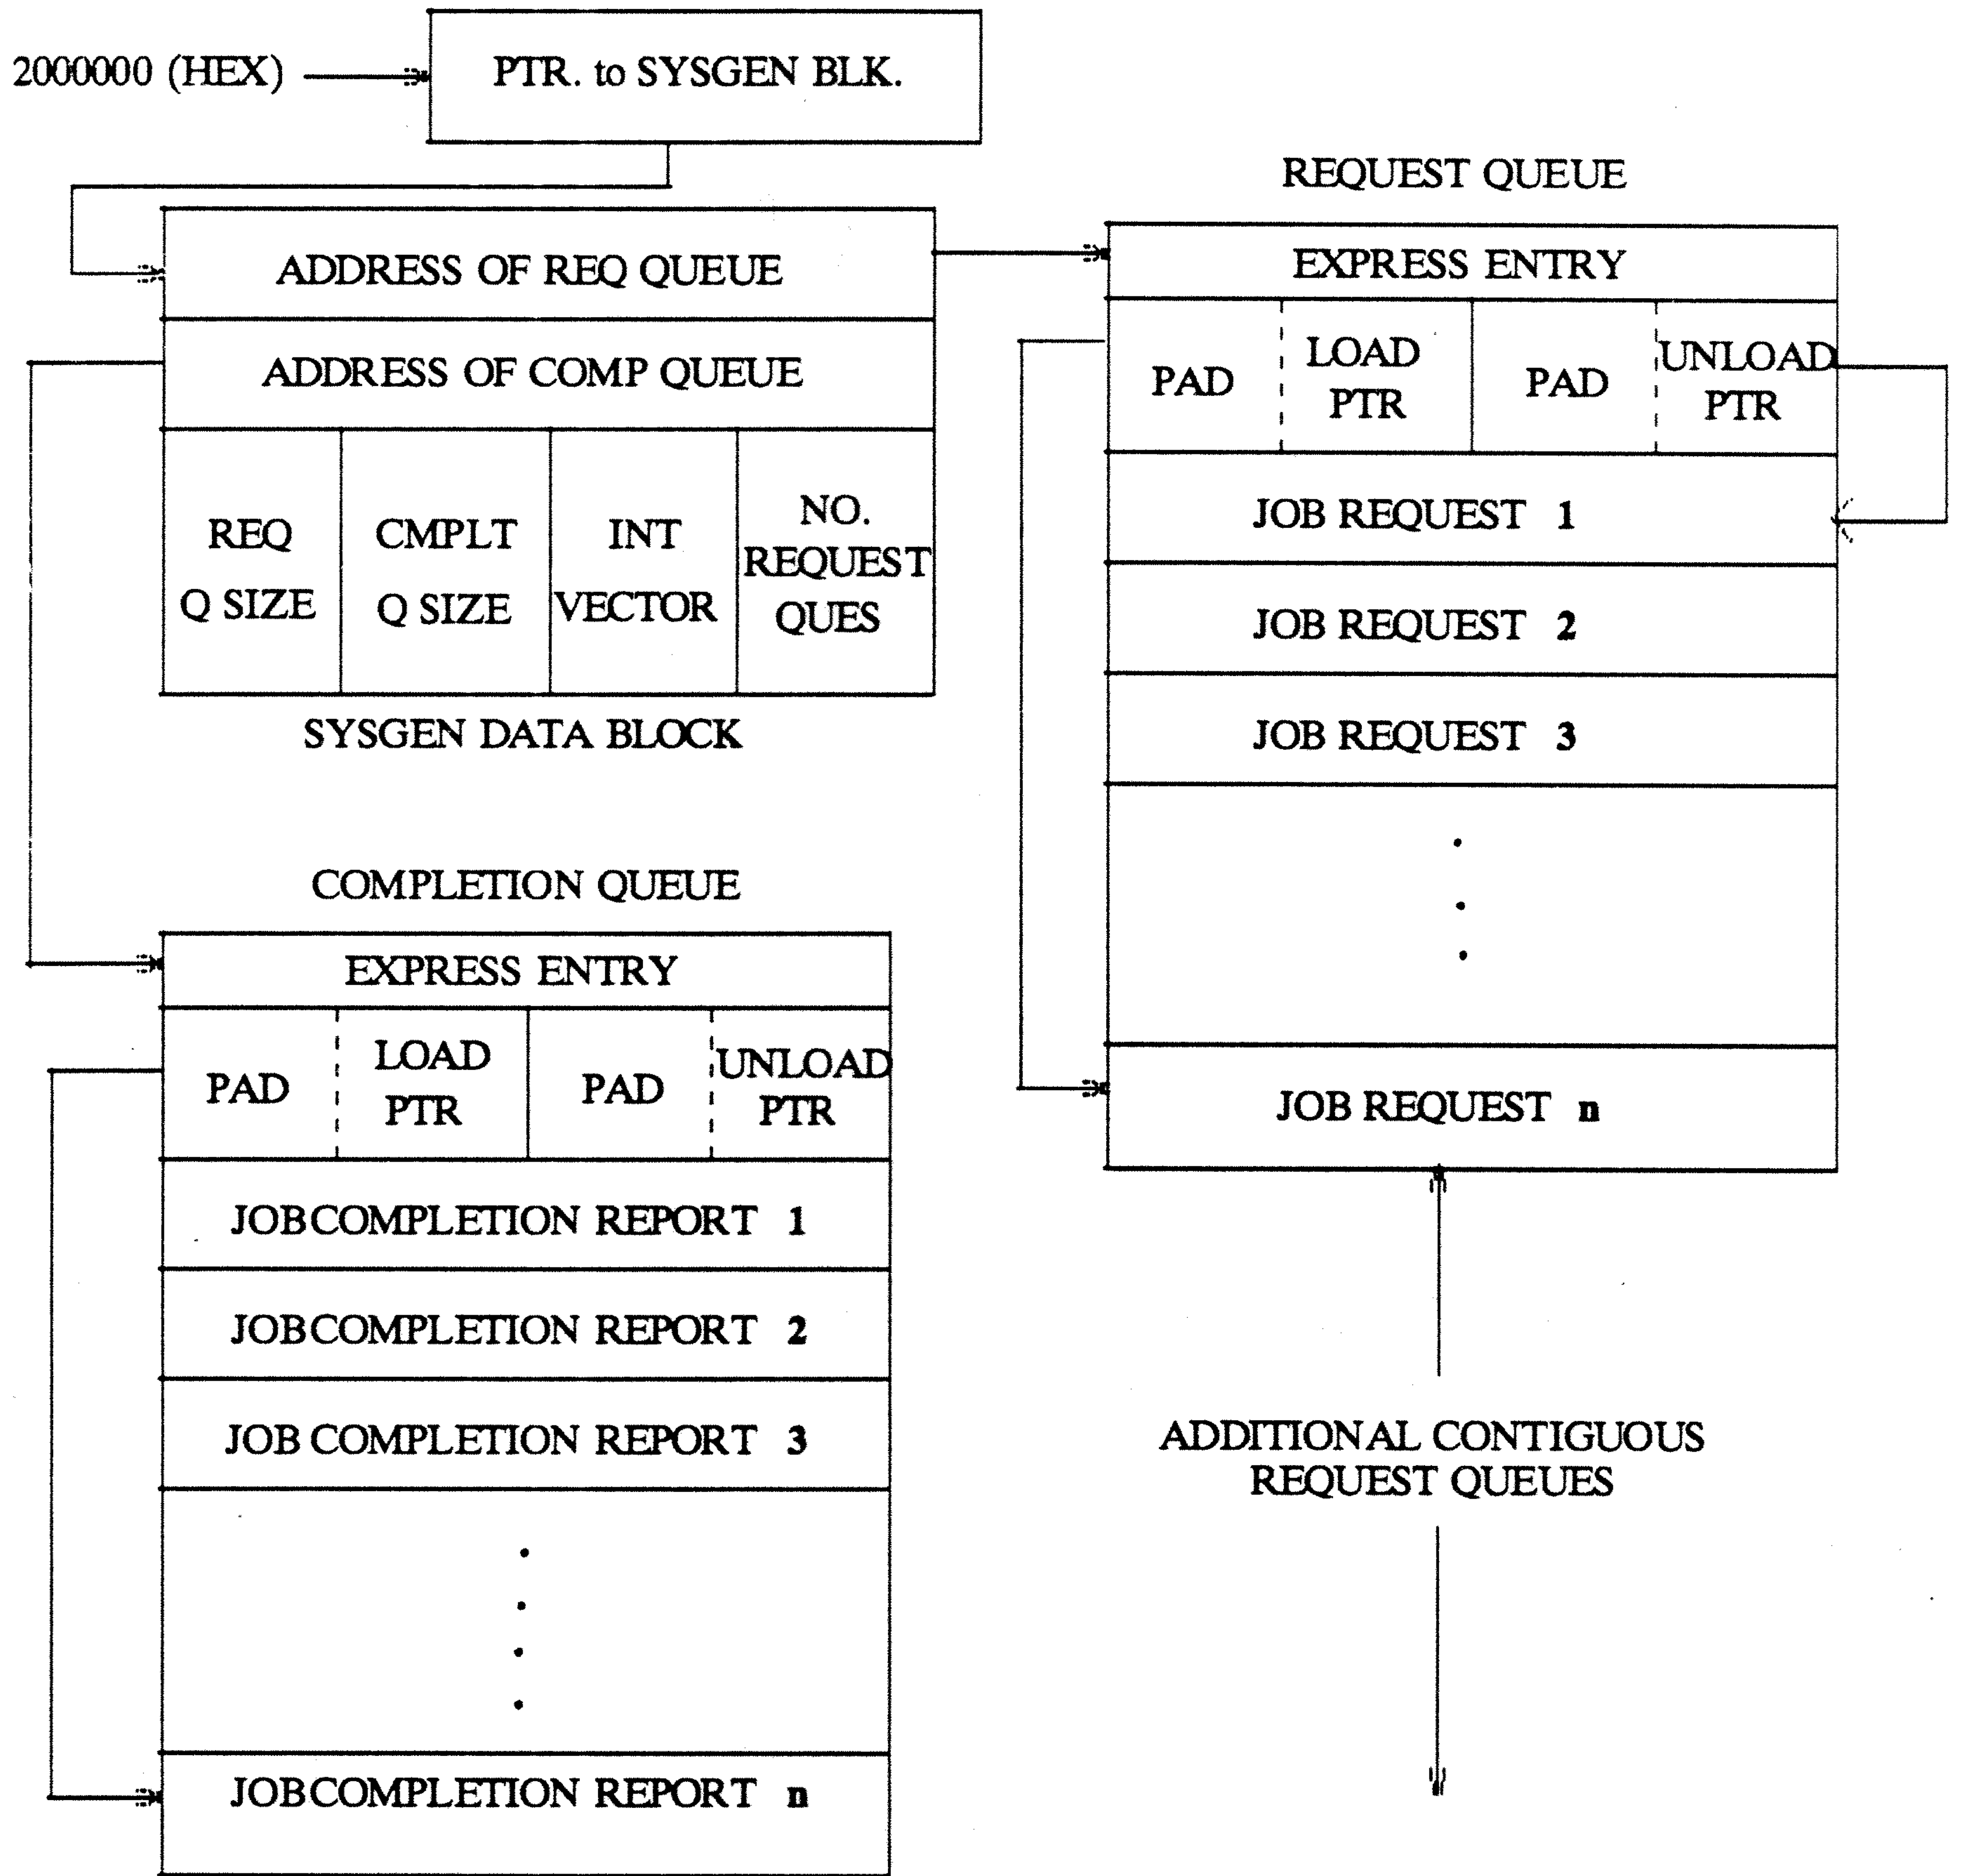 2000000 (HEX)
PTR. to SYSGEN BLK.
ADDRESS OF REQ QUEUE
ADDRESS OF COMP QUEUE
REQ
Q SIZE
CMPLT
Q SIZE
INT
VECTOR
NO.
REQUEST
QUES
SYSGEN DATA BLOCK
REQUEST QUEUE
EXPRESS ENTRY
PAD
LOAD
PTR
PAD
UNLOAD
PTR
JOB REQUEST 1
JOB REQUEST 2
JOB REQUEST 3
JOB REQUEST n
ADDITIONAL CONTIGUOUS
REQUEST QUEUES
COMPLETION QUEUE
EXPRESS ENTRY
PAD
LOAD
PTR
PAD
UNLOAD
PTR
JOB COMPLETION REPORT 1
JOB COMPLETION REPORT 2
JOB COMPLETION REPORT 3
JOB COMPLETION REPORT n